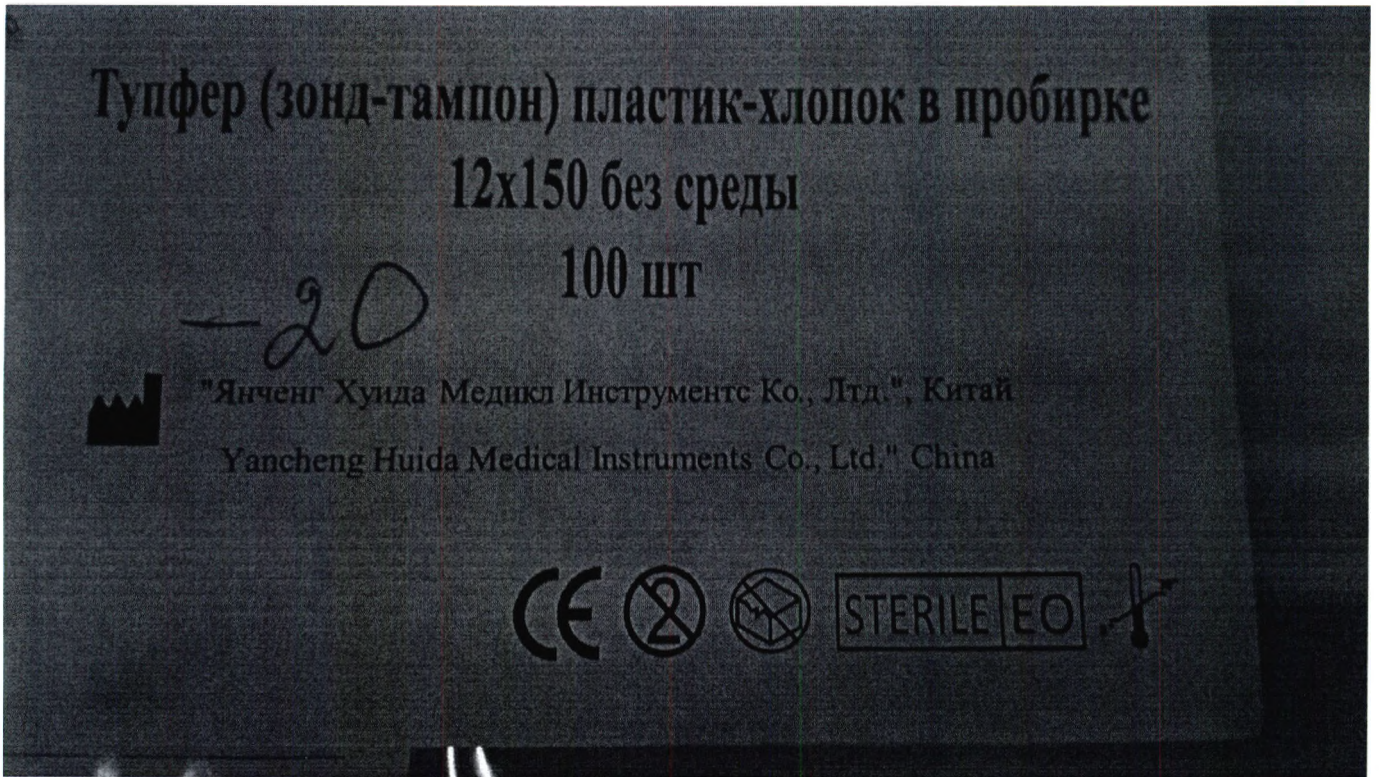 Тупфер (зонд-тампон) пластик-хлопок в пробирке
12х150 без среды
100 шт
—20
"Янченг Хуида Медикл Инструментс Ко., Лтд.", Китай
Yancheng Huida Medical Instruments Co., Ltd." China
CE 2 STERILE EO